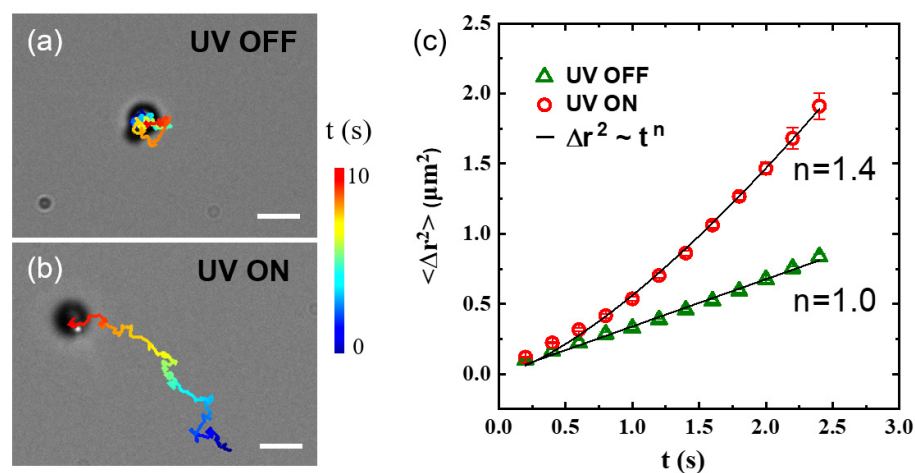 (a)
UV OFF
t (s)
10
0
(b)
UV ON
(c)
2.5
2.0
1.5
1.0
0.5
0.0
<Δr²> (μm²)
UV OFF
UV ON
Δr² ~ tⁿ
n=1.4
n=1.0
0.0 0.5 1.0 1.5 2.0 2.5 3.0
t (s)